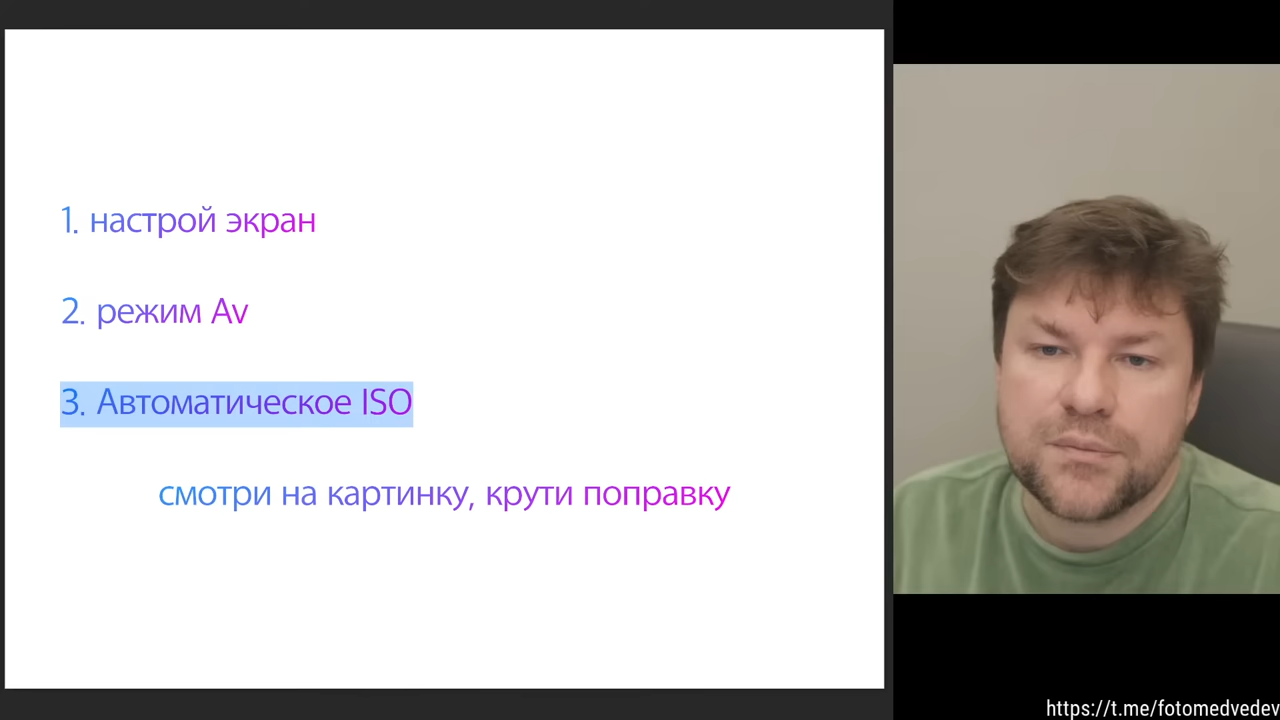 1. настрой экран
2. режим Av
3. Автоматическое ISO
смотри на картинку, крути поправку
https://t.me/fotomedvedev